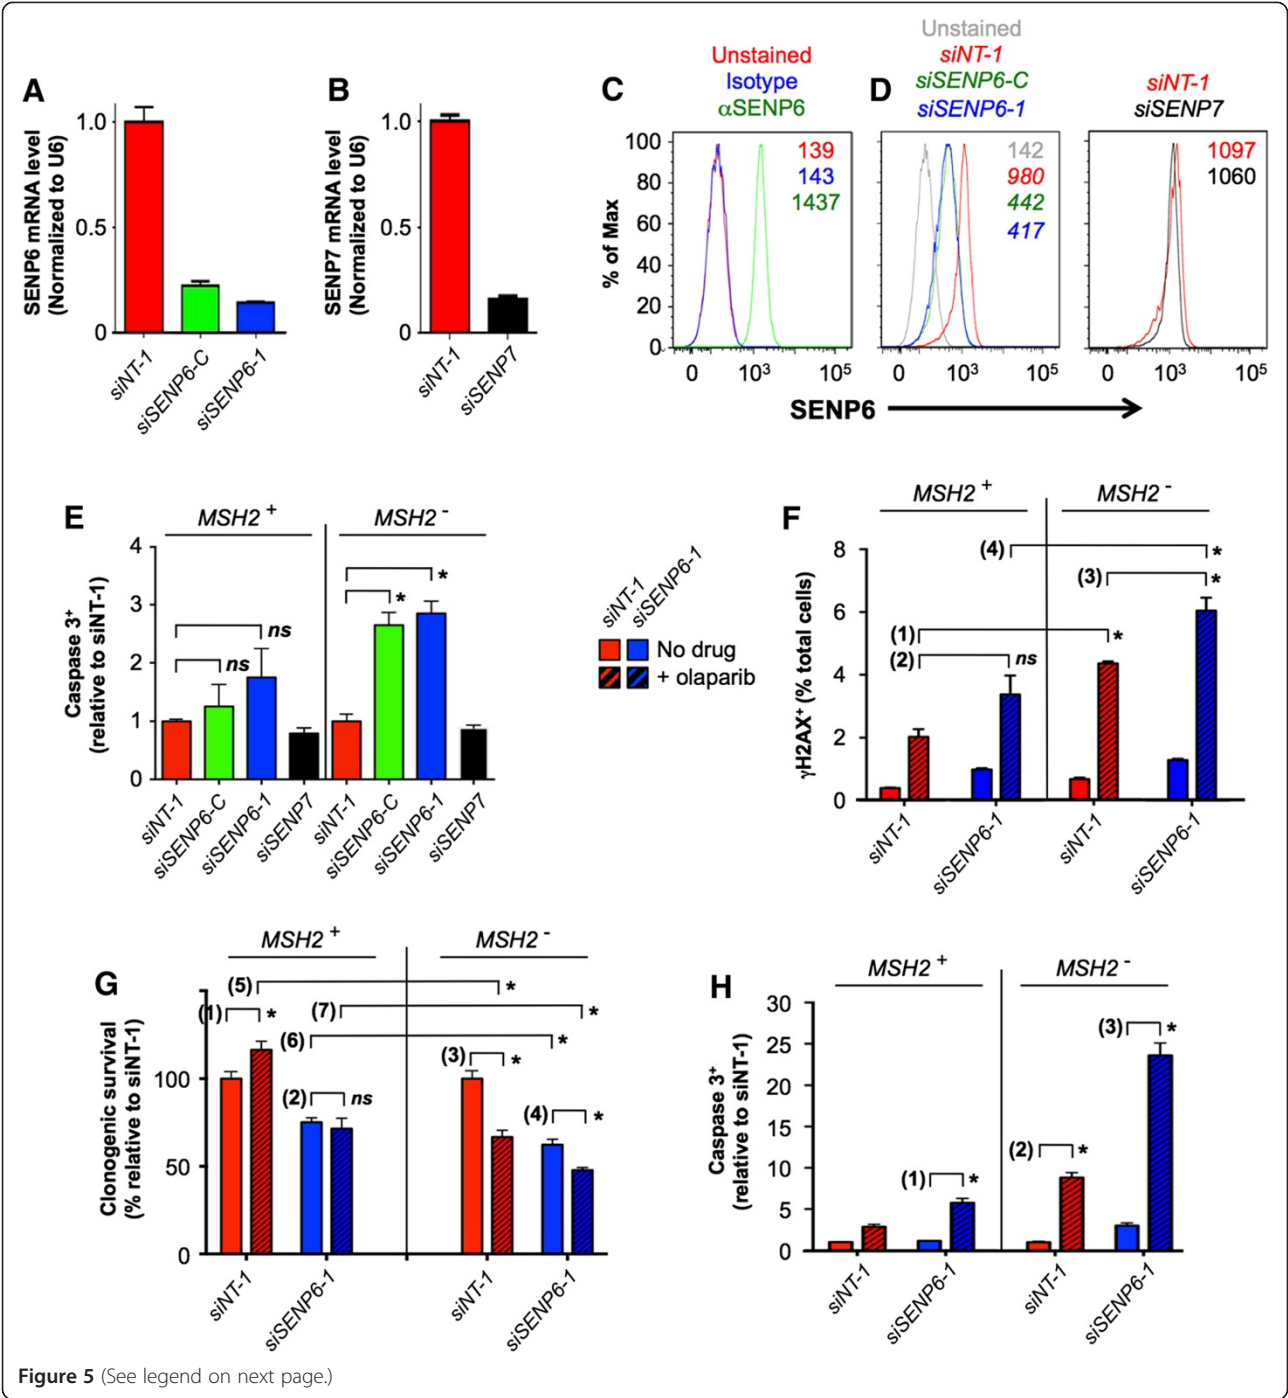 A
SENP6 mRNA level
(Normalized to U6)
1.0
0.5
0
siNT-1
siSENP6-C
siSENP6-1
B
SENP7 mRNA level
(Normalized to U6)
1.0
0.5
0
siNT-1
siSENP7
C
Unstained
Isotype
αSENP6
% of Max
100
80
60
40
20
0
139
143
1437
0 10³ 10⁵
D
Unstained
siNT-1
siSENP6-C
siSENP6-1
142
980
442
417
0 10³ 10⁵
siNT-1
siSENP7
1097
1060
0 10³ 10⁵
SENP6
E
MSH2 + MSH2 -
Caspase 3⁺
(relative to siNT-1)
4
3
2
1
0
ns
ns
*
*
siNT-1
siSENP6-C
siSENP6-1
siSENP7
siNT-1
siSENP6-C
siSENP6-1
siSENP7
siNT-1
siSENP6-1
No drug
+ olaparib
F
MSH2 + MSH2 -
γH2AX⁺ (% total cells)
8
6
4
2
0
(4) *
(3) *
(1) *
(2) ns
siNT-1
siSENP6-1
siNT-1
siSENP6-1
G
MSH2 + MSH2 -
Clonogenic survival
(% relative to siNT-1)
100
50
0
(5) *
(1) *
(7) *
(6) *
(3) *
(2) ns
(4) *
siNT-1
siSENP6-1
siNT-1
siSENP6-1
H
MSH2 + MSH2 -
Caspase 3⁺
(relative to siNT-1)
30
25
20
15
10
5
0
(3) *
(2) *
(1) *
siNT-1
siSENP6-1
siNT-1
siSENP6-1
Figure 5 (See legend on next page.)